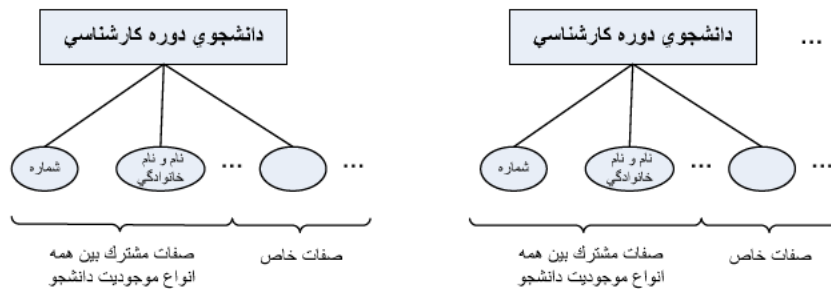 دانشجوي دوره كارشناسي
دانشجوي دوره كارشناسي
...
شماره
نام و نام
خانوادگي
...
...
شماره
نام و نام
خانوادگي
...
...
صفات مشترك بين همه
انواع موجوديت دانشجو
صفات خاص
صفات مشترك بين همه
انواع موجوديت دانشجو
صفات خاص